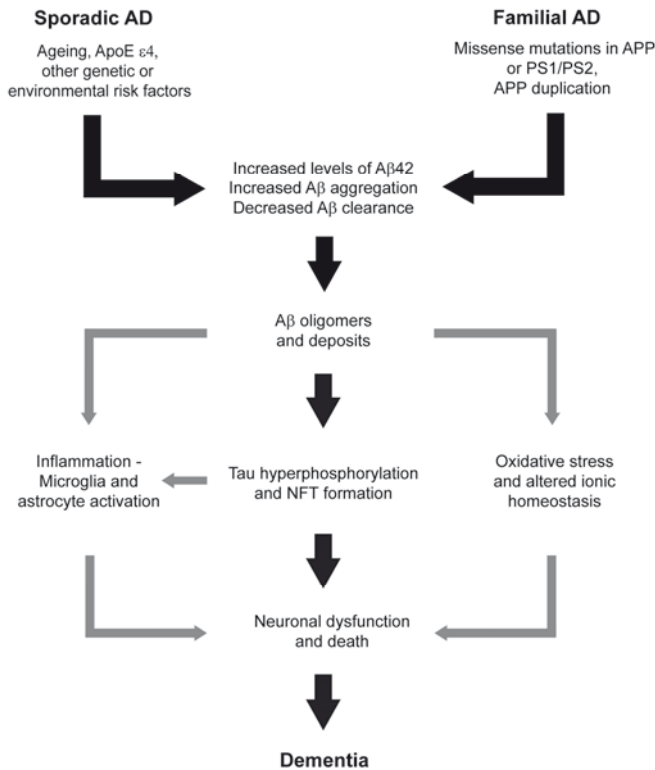 Sporadic AD
Ageing, ApoE ε4,
other genetic or
environmental risk factors
Familial AD
Missense mutations in APP
or PS1/PS2,
APP duplication
Increased levels of Aβ42
Increased Aβ aggregation
Decreased Aβ clearance
Aβ oligomers
and deposits
Inflammation -
Microglia and
astrocyte activation
Tau hyperphosphorylation
and NFT formation
Oxidative stress
and altered ionic
homeostasis
Neuronal dysfunction
and death
Dementia